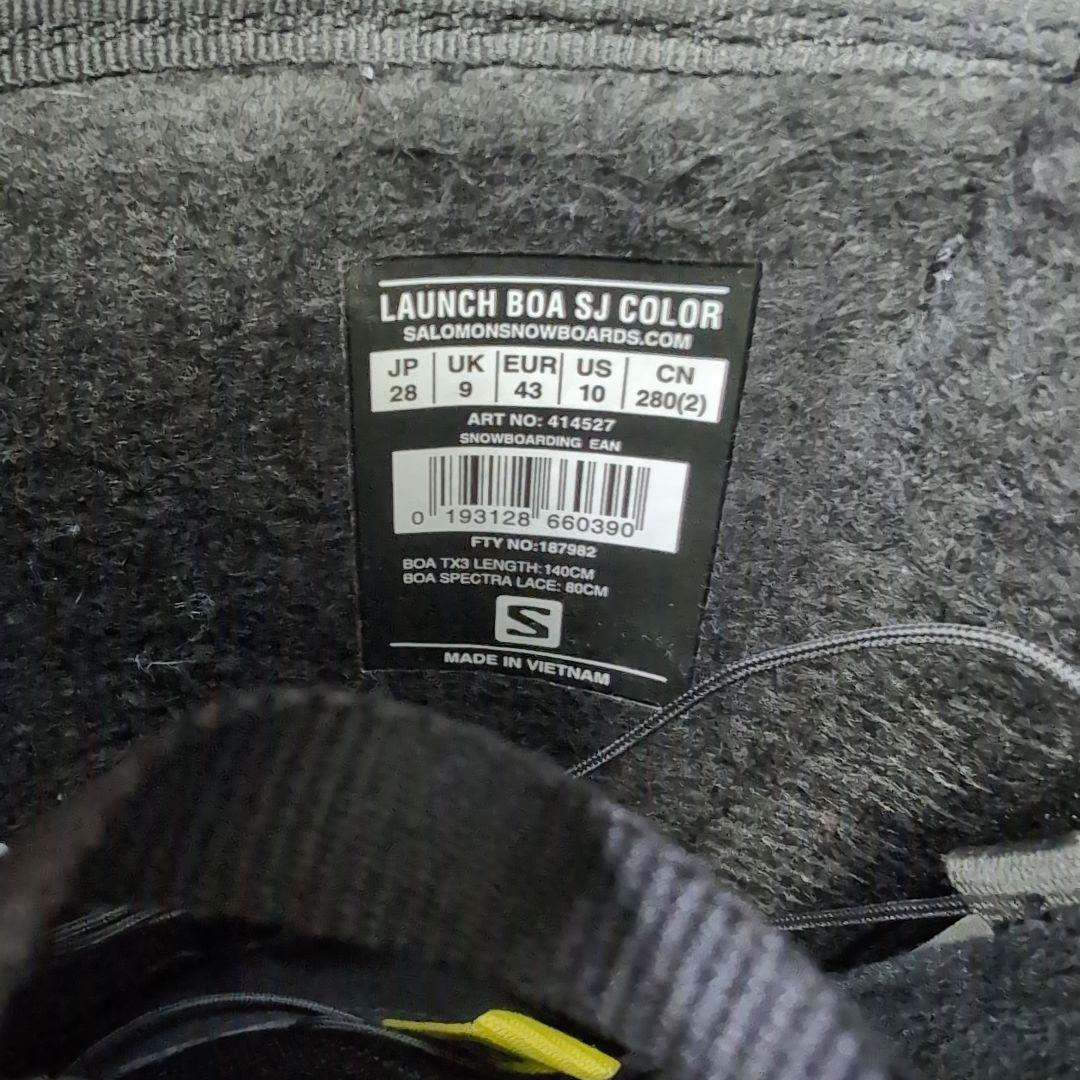 LAUNCH BOA SJ COLOR
SALOMONSNOWBOARDS.COM
JP UK EUR US CN
28 9 43 10 280(2)
ART NO: 414527
SNOWBOARDING EAN
0 193128 660390
FTY NO:187982
BOA TX3 LENGTH:140CM
BOA SPECTRA LACE: 80CM
S
MADE IN VIETNAM